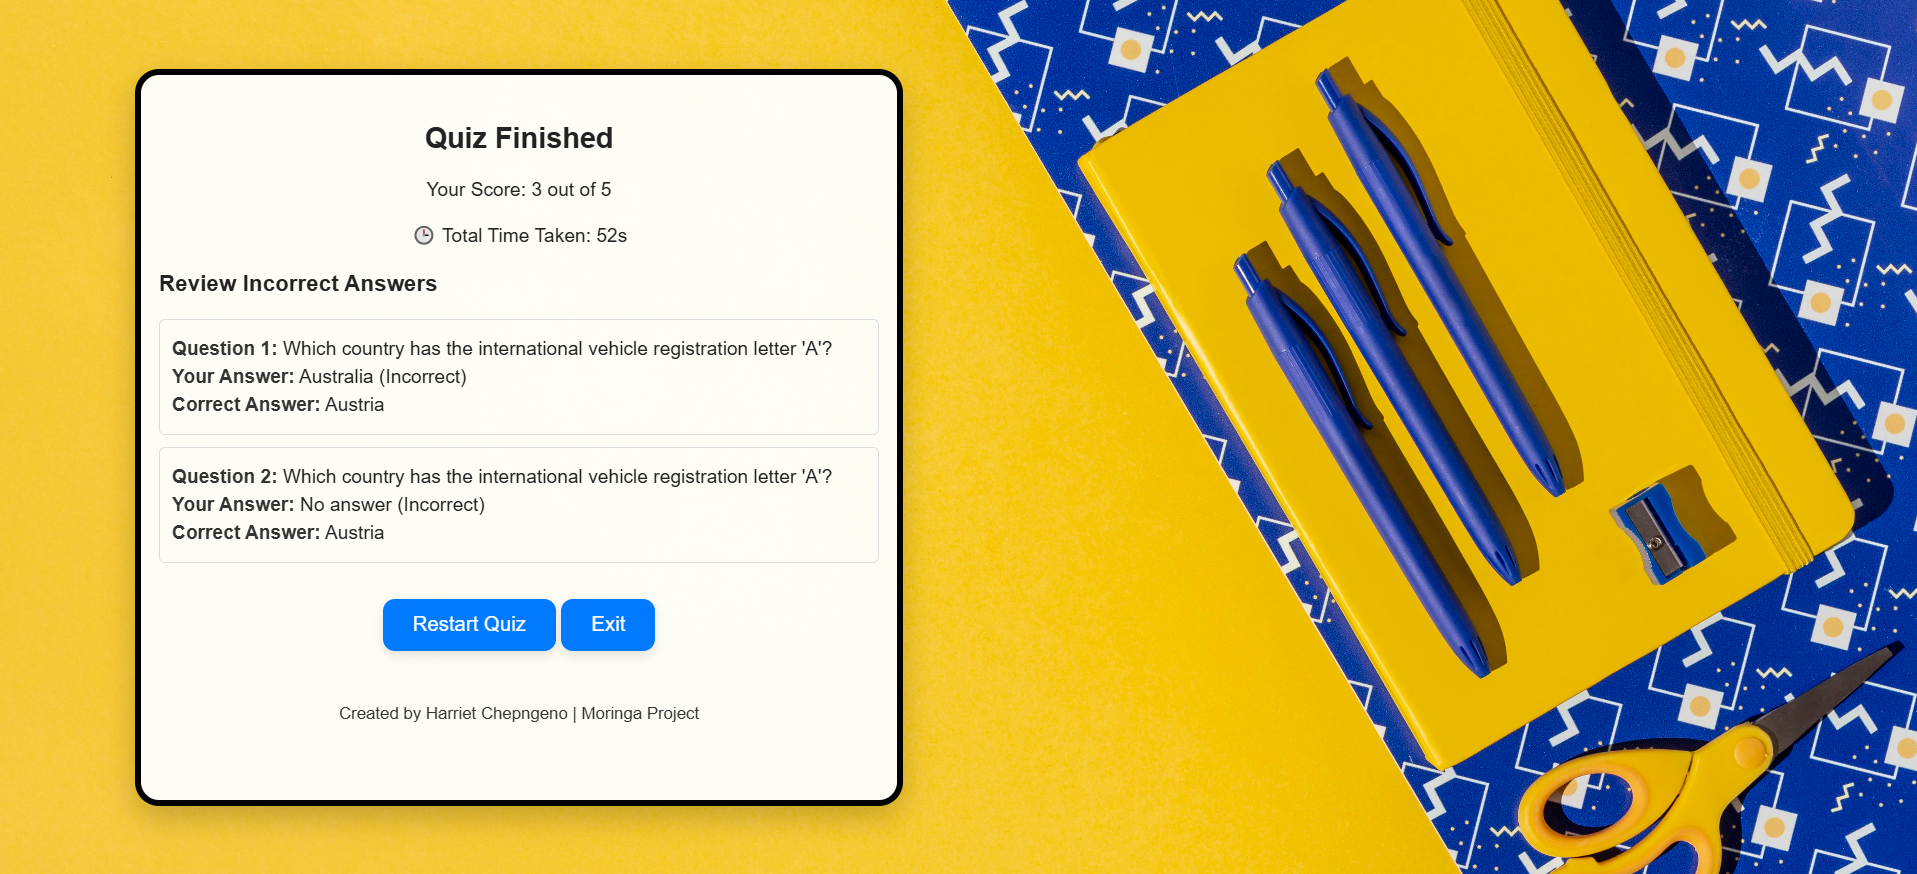 Quiz Finished
Your Score: 3 out of 5
🕒 Total Time Taken: 52s
Review Incorrect Answers
Question 1: Which country has the international vehicle registration letter 'A'?
Your Answer: Australia (Incorrect)
Correct Answer: Austria
Question 2: Which country has the international vehicle registration letter 'A'?
Your Answer: No answer (Incorrect)
Correct Answer: Austria
Restart Quiz Exit
Created by Harriet Chepngeno | Moringa Project